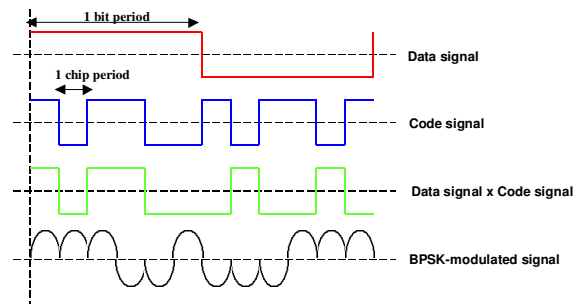 1 bit period
Data signal
1 chip period
Code signal
Data signal x Code signal
BPSK-modulated signal